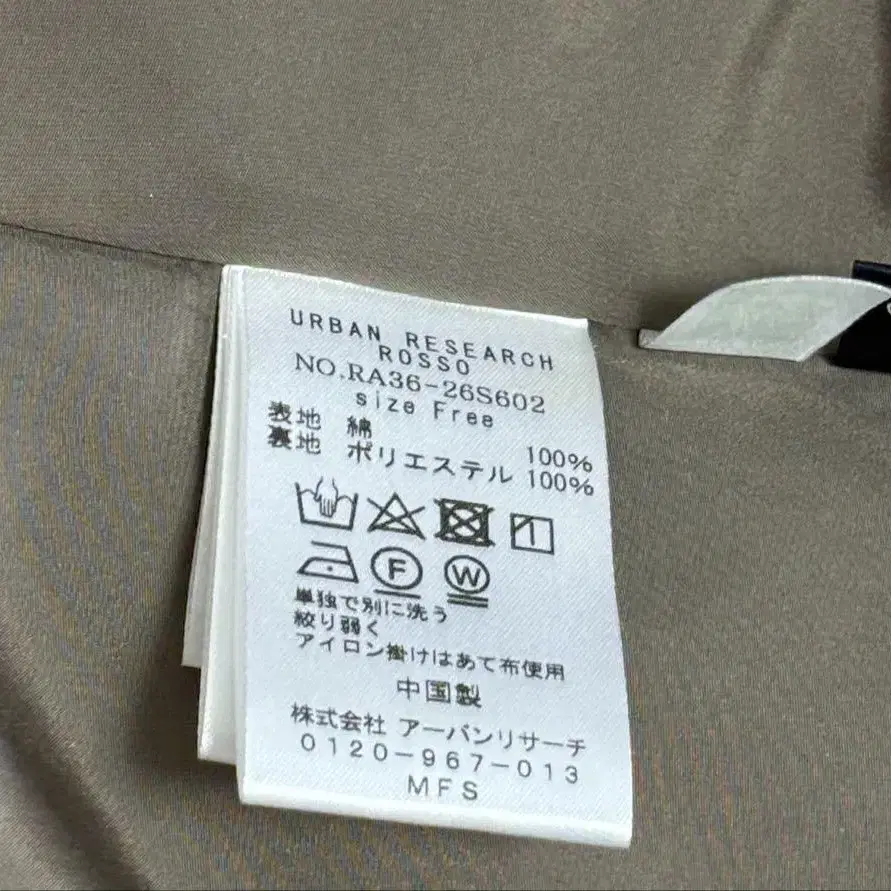 URBAN RESEARCH
ROSSO
NO.RA36-26S602
size Free
表地 綿 100%
裏地 ポリエステル 100%
F W
単独で別に洗う
絞り弱く
アイロン掛けはあて布使用
中国製
株式会社 アーバンリサーチ
0120-967-013
MFS